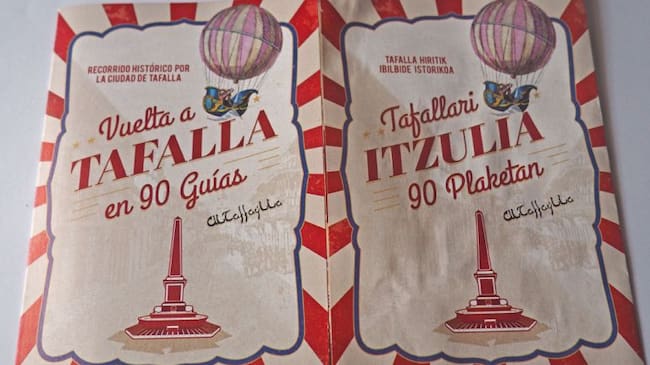 RECORRIDO HISTÓRICO POR
LA CIUDAD DE TAFALLA
Vuelta a
TAFALLA
en 90 Guías
TAFALLA HIRITIK
IBILBIDE ISTORIKOA
Tafallari
ITZULIA
90 Plaketan